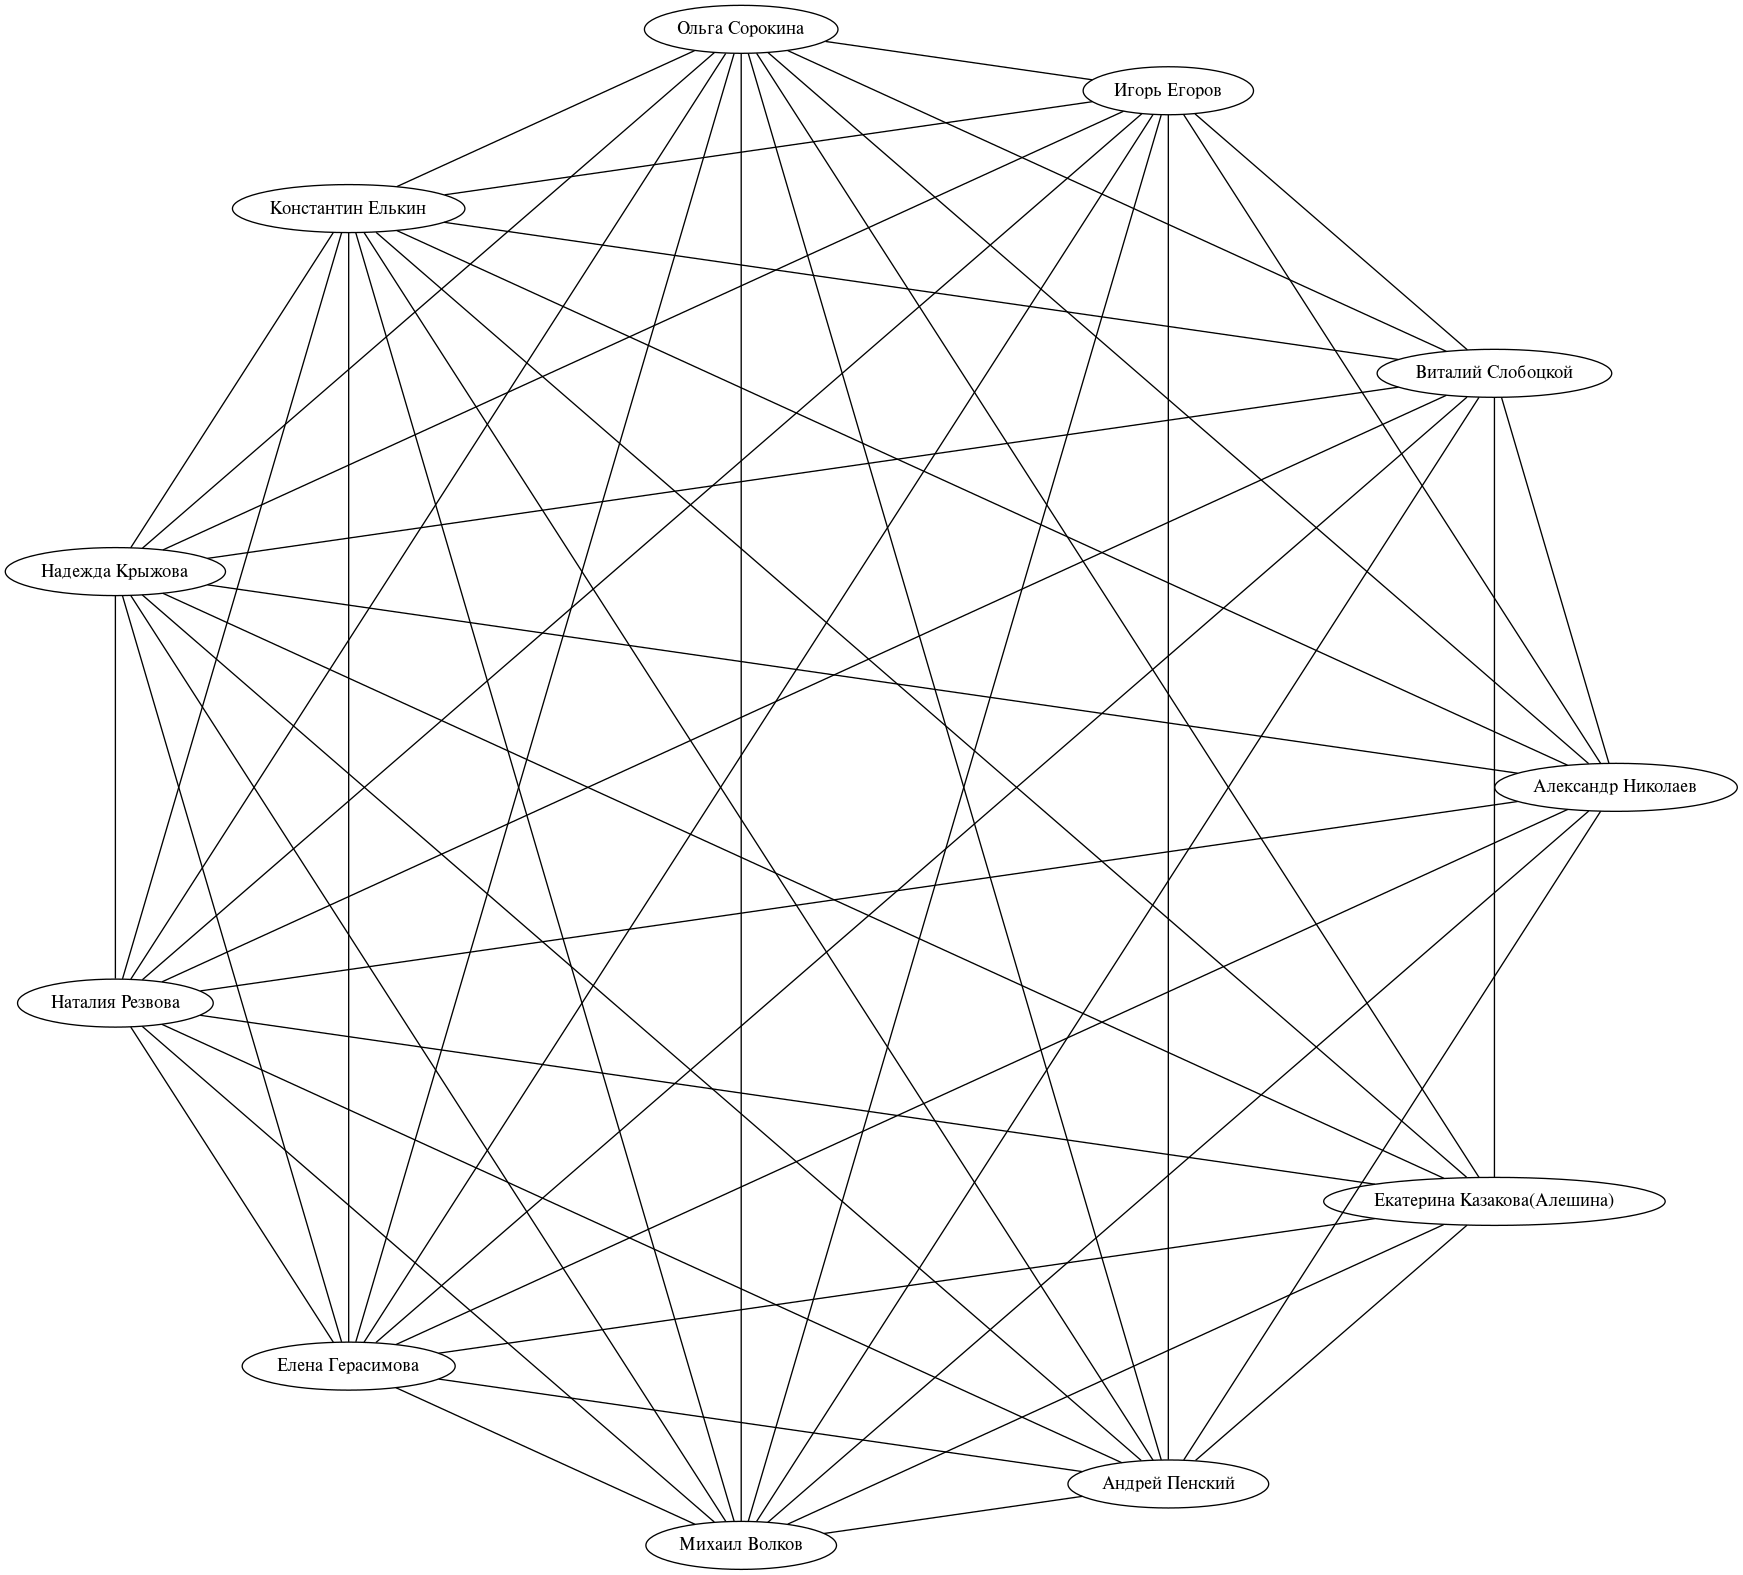 Ольга Сорокина
Игорь Егоров
Константин Елькин
Виталий Слобоцкой
Надежда Крыжова
Александр Николаев
Наталия Резвова
Екатерина Казакова(Алешина)
Елена Герасимова
Андрей Пенский
Михаил Волков